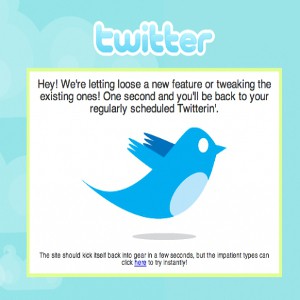 twitter
Hey! We're letting loose a new feature or tweaking the
existing ones! One second and you'll be back to your
regularly scheduled Twitterin'.
The site should kick itself back into gear in a few seconds, but the impatient types can
click here to try instantly!